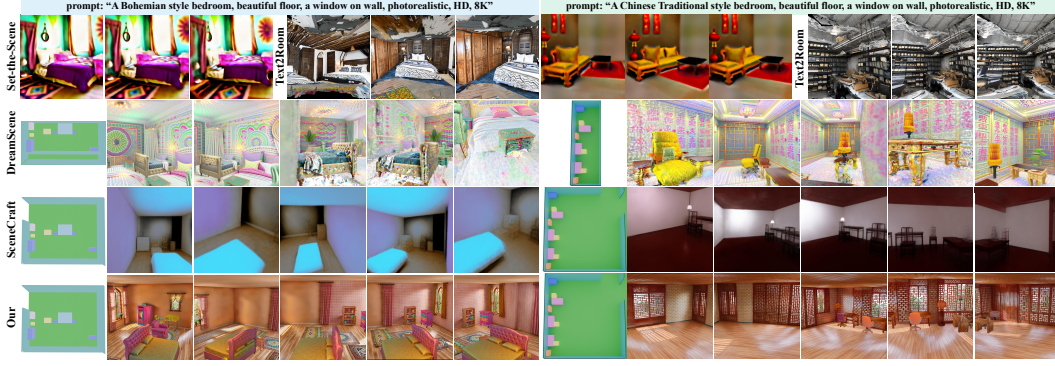 prompt: “A Bohemian style bedroom, beautiful floor, a window on wall, photorealistic, HD, 8K”
prompt: “A Chinese Traditional style bedroom, beautiful floor, a window on wall, photorealistic, HD, 8K”
Set-the-Scene
Text2Room
Text2Room
DreamScene
SceneCraft
Our